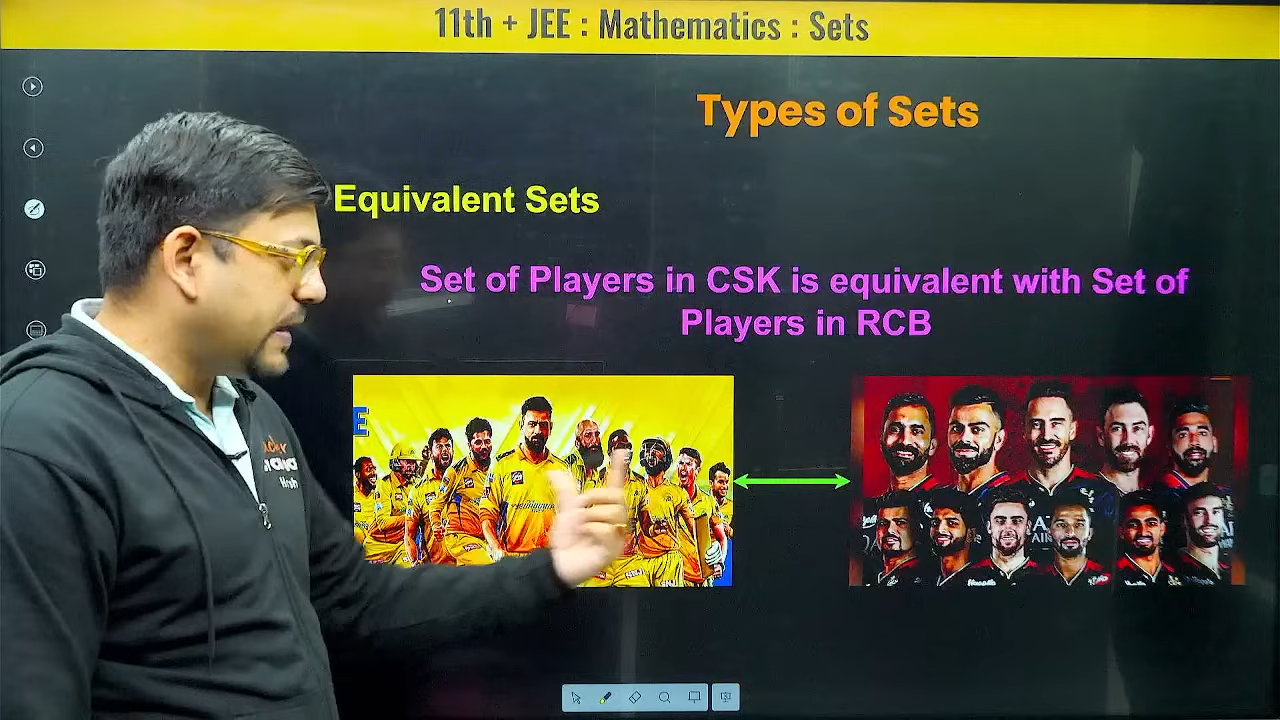 11th + JEE : Mathematics : Sets
Types of Sets
Equivalent Sets
Set of Players in CSK is equivalent with Set of
Players in RCB
E